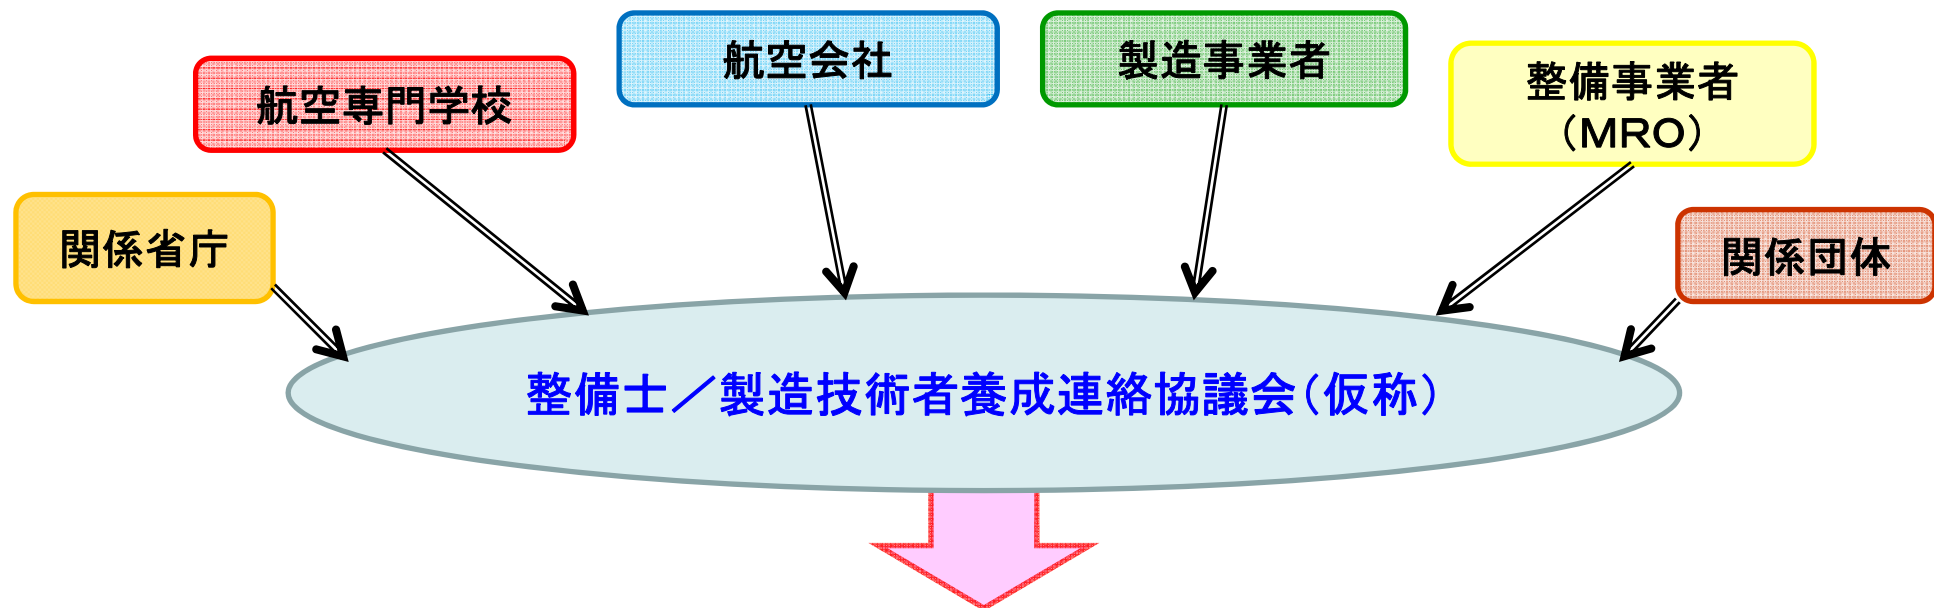 航空会社
製造事業者
整備事業者
（ＭＲＯ）
航空専門学校
関係省庁
関係団体
整備士／製造技術者養成連絡協議会（仮称）